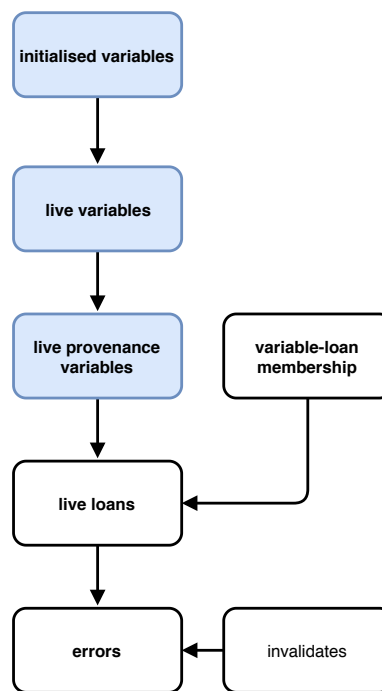 initialised variables
live variables
live provenance
variables
variable-loan
membership
live loans
errors
invalidates